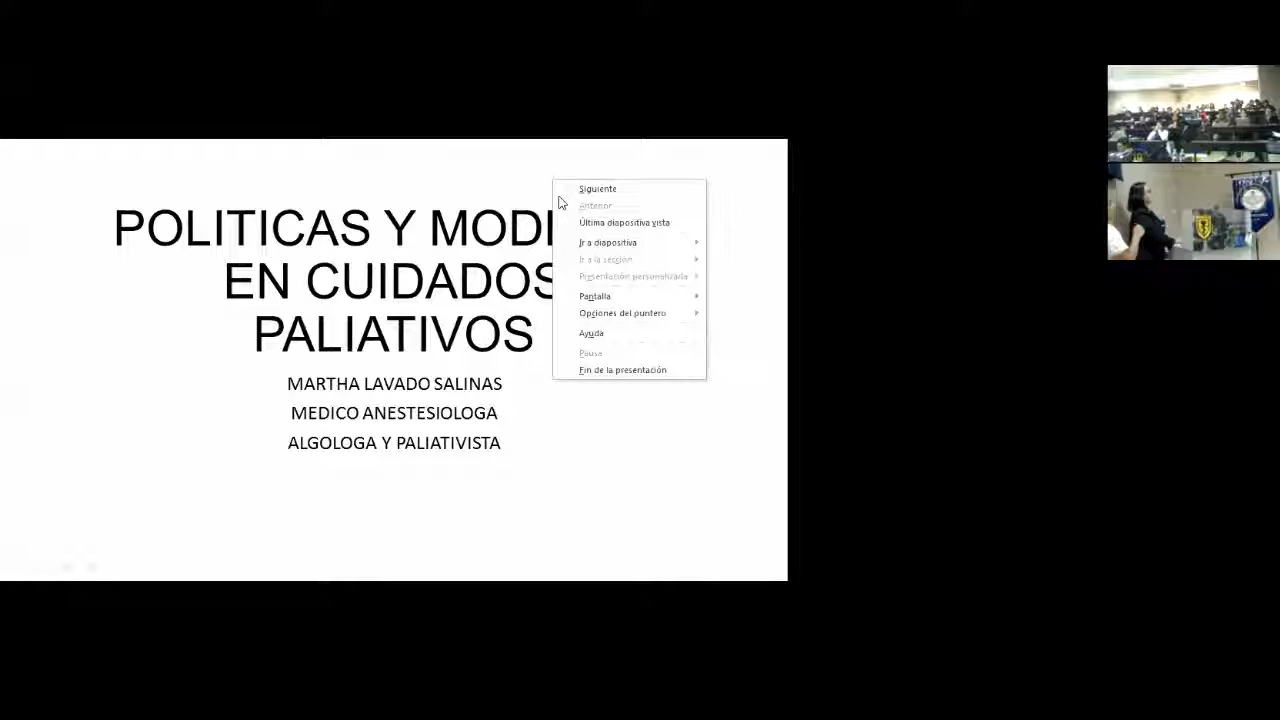 POLITICAS Y MOD
EN CUIDADOS
PALIATIVOS
MARTHA LAVADO SALINAS
MEDICO ANESTESIOLOGA
ALGOLOGA Y PALIATIVISTA
Siguiente
Anterior
Última diapositiva vista
Ir a diapositiva
Ir a la sección
Presentación personalizada
Pantalla
Opciones del puntero
Ayuda
Pausa
Fin de la presentación